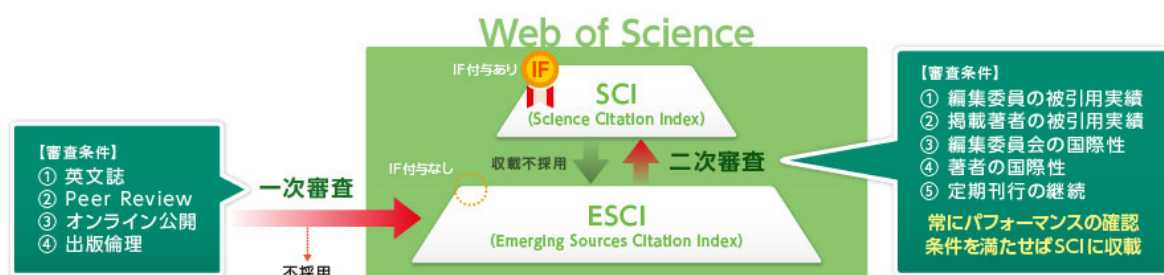 Web of Science
IF付与あり
IF
SCI
(Science Citation Index)
【審査条件】
① 英文誌
② Peer Review
③ オンライン公開
④ 出版倫理
一次審査
不採用
IF付与なし
収載不採用
二次審査
ESCI
(Emerging Sources Citation Index)
【審査条件】
① 編集委員の被引用実績
② 掲載著者の被引用実績
③ 編集委員会の国際性
④ 著者の国際性
⑤ 定期刊行の継続
常にパフォーマンスの確認
条件を満たせばSCIに収載